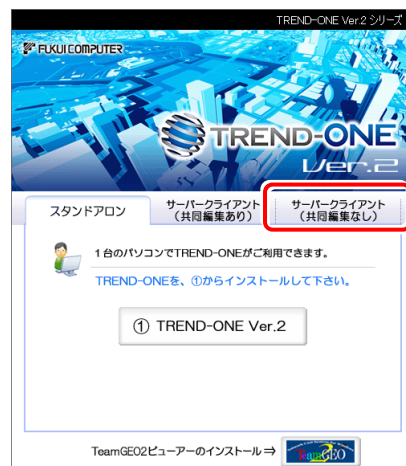 TREND-ONE Ver.2 シリーズ
FUKUI COMPUTER
TREND-ONE
Ver.2
スタンドアロン
サーバークライアント
（共同編集あり）
サーバークライアント
（共同編集なし）
1台のパソコンでTREND-ONEがご利用できます。
TREND-ONEを、①からインストールして下さい。
① TREND-ONE Ver.2
TeamGEO2ビューアーのインストール⇒
TeamGEO